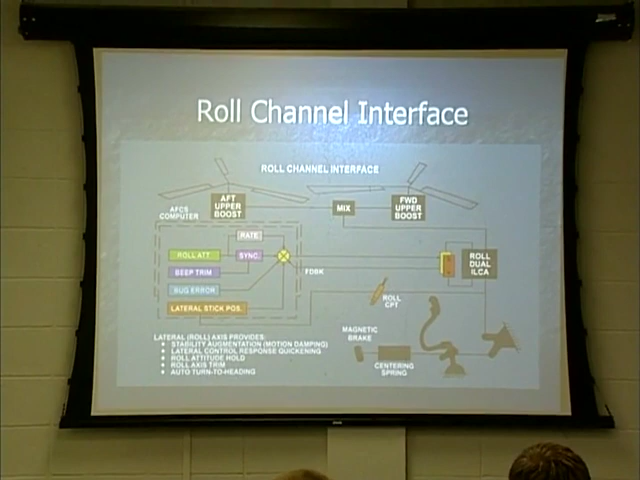 Roll Channel Interface
ROLL CHANNEL INTERFACE
AFT
UPPER
BOOST
MIX
FWD
UPPER
BOOST
AFCS
COMPUTER
RATE
ROLL ATT.
SYNC.
BEEP TRIM
BUG ERROR
LATERAL STICK POS.
FDBK
ROLL
DUAL
ILCA
ROLL
CPT
MAGNETIC
BRAKE
CENTERING
SPRING
LATERAL (ROLL) AXIS PROVIDES:
• STABILITY AUGMENTATION (MOTION DAMPING)
• LATERAL CONTROL RESPONSE QUICKENING
• ROLL ATTITUDE HOLD
• ROLL AXIS TRIM
• AUTO TURN-TO-HEADING